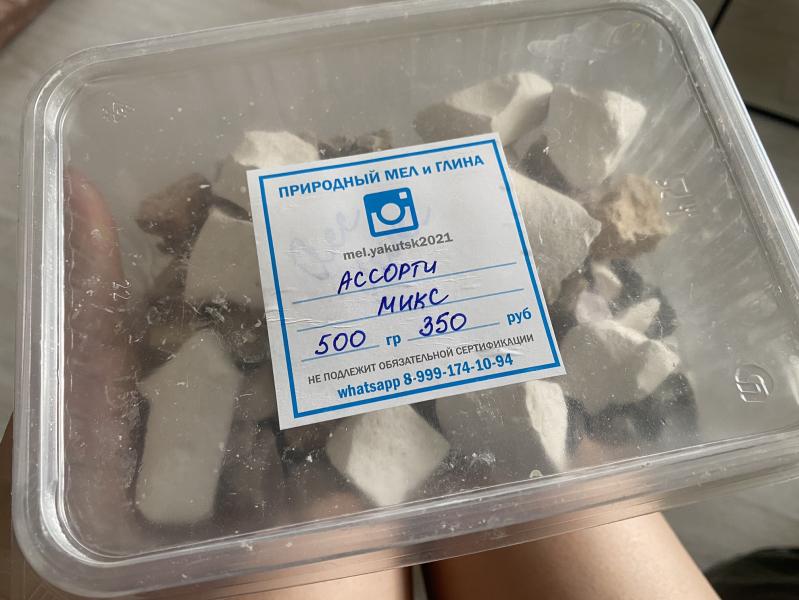 ПРИРОДНЫЙ МЕЛ и ГЛИНА
mel.yakutsk2021
АССОРТИ
МИКС
500 гр 350 руб
НЕ ПОДЛЕЖИТ ОБЯЗАТЕЛЬНОЙ СЕРТИФИКАЦИИ
whatsapp 8-999-174-10-94